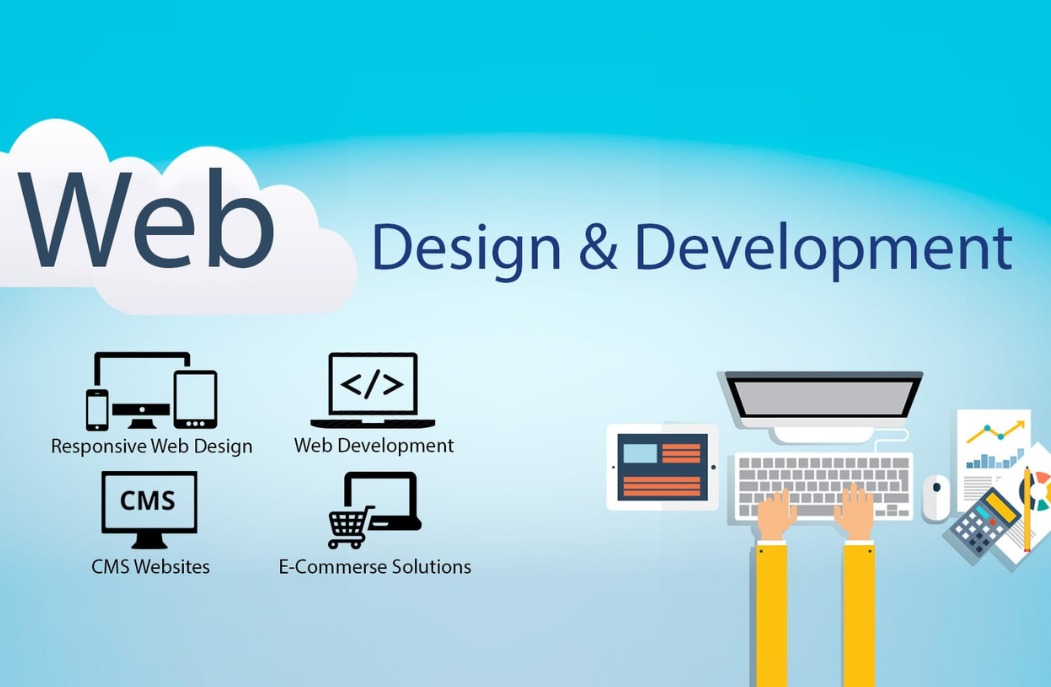 Web
Design & Development
</>
Responsive Web Design
Web Development
CMS
CMS Websites
E-Commerse Solutions